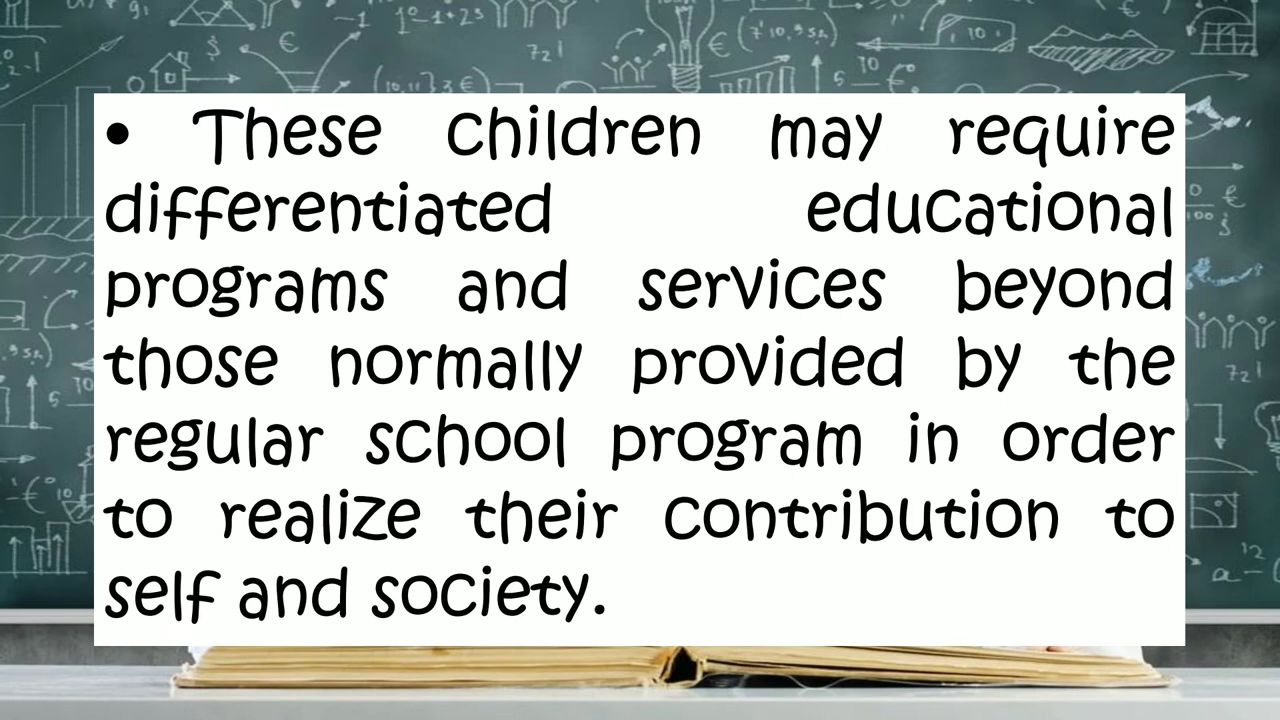 • These children may require
differentiated educational
programs and services beyond
those normally provided by the
regular school program in order
to realize their contribution to
self and society.